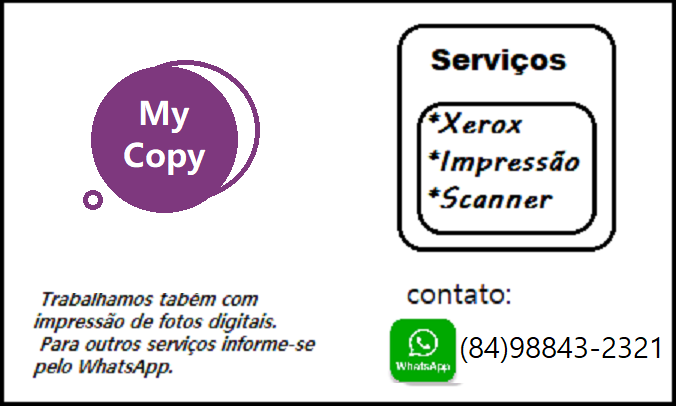 My
Copy
Serviços
*Xerox
*Impressão
*Scanner
Trabalhamos tabêm com
impressão de fotos digitais.
Para outros serviços informe-se
pelo WhatsApp.
contato:
WhatsApp
(84)98843-2321